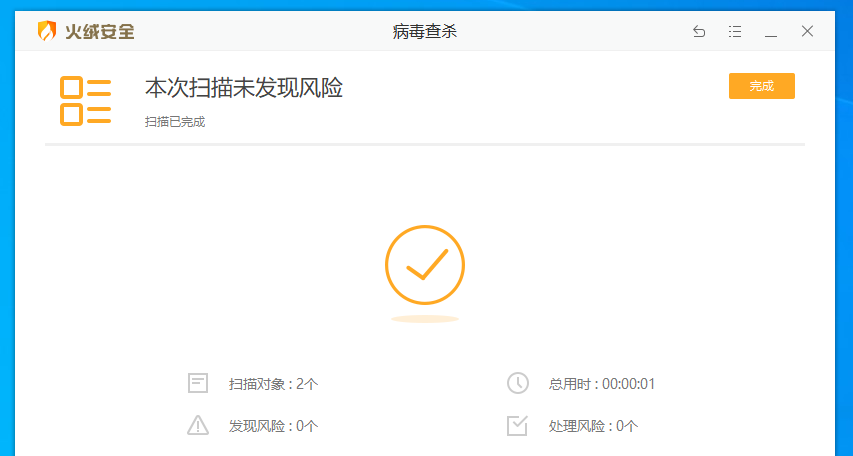 火绒安全
病毒查杀
本次扫描未发现风险
完成
扫描已完成
扫描对象 : 2个
总用时 : 00:00:01
发现风险 : 0个
处理风险 : 0个